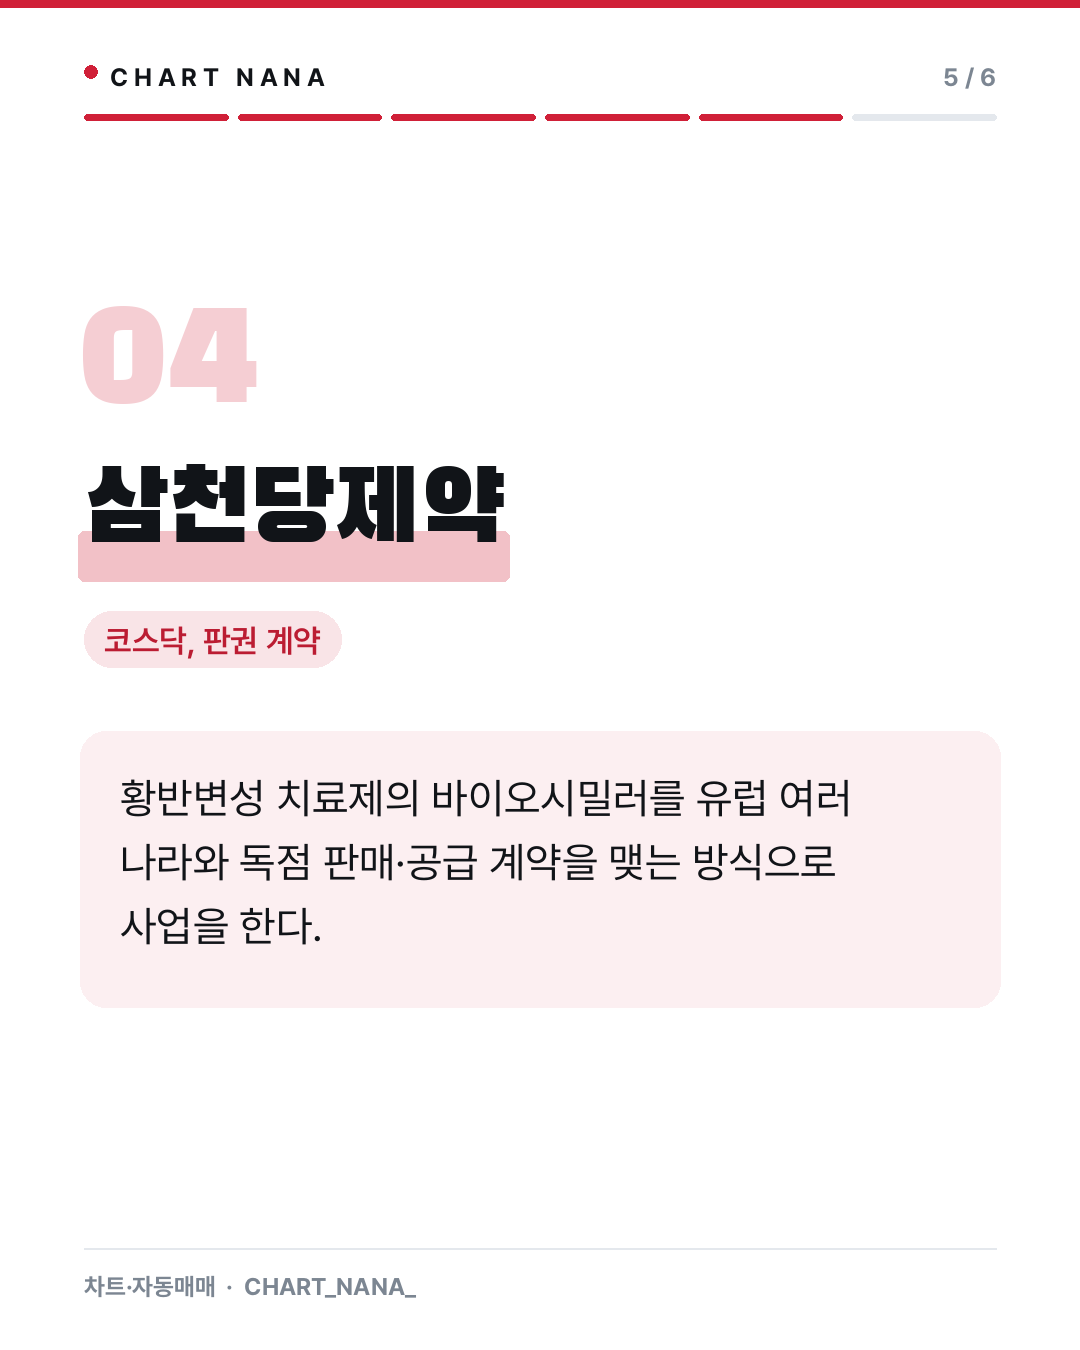 CHART NANA
5 / 6
04
삼천당제약
코스닥, 판권 계약
황반변성 치료제의 바이오시밀러를 유럽 여러
나라와 독점 판매·공급 계약을 맺는 방식으로
사업을 한다.
차트·자동매매 · CHART_NANA_